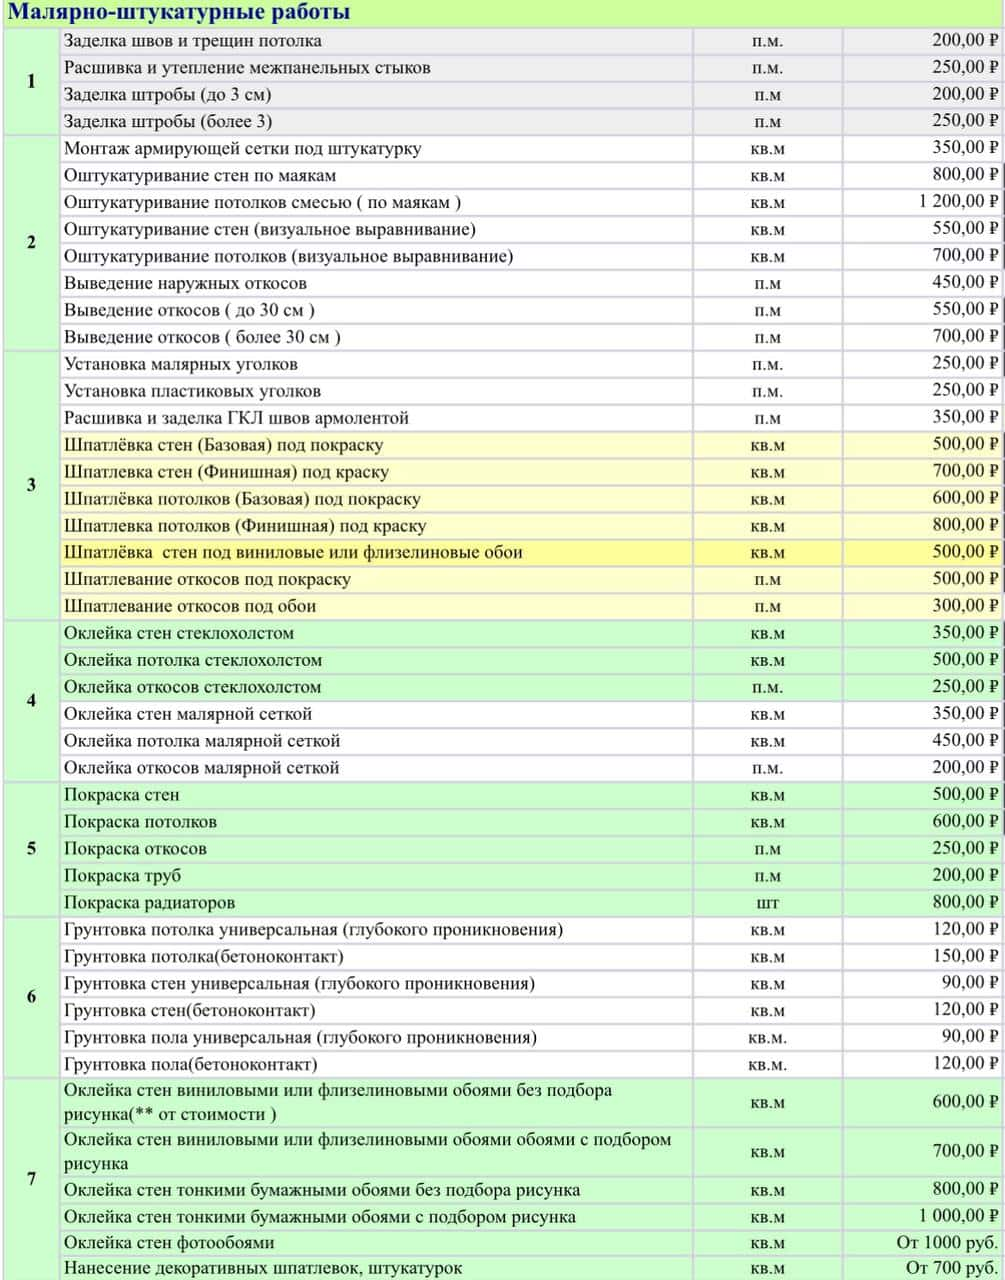 Малярно-штукатурные работы
1
Заделка швов и трещин потолка п.м. 200,00 ₽
Расшивка и утепление межпанельных стыков п.м. 250,00 ₽
Заделка штробы (до 3 см) п.м 200,00 ₽
Заделка штробы (более 3) п.м 250,00 ₽
2
Монтаж армирующей сетки под штукатурку кв.м 350,00 ₽
Оштукатуривание стен по маякам кв.м 800,00 ₽
Оштукатуривание потолков смесью ( по маякам ) кв.м 1 200,00 ₽
Оштукатуривание стен (визуальное выравнивание) кв.м 550,00 ₽
Оштукатуривание потолков (визуальное выравнивание) кв.м 700,00 ₽
Выведение наружных откосов п.м 450,00 ₽
Выведение откосов ( до 30 см ) п.м 550,00 ₽
Выведение откосов ( более 30 см ) п.м 700,00 ₽
3
Установка малярных уголков п.м. 250,00 ₽
Установка пластиковых уголков п.м. 250,00 ₽
Расшивка и заделка ГКЛ швов армолентой п.м 350,00 ₽
Шпатлёвка стен (Базовая) под покраску кв.м 500,00 ₽
Шпатлевка стен (Финишная) под краску кв.м 700,00 ₽
Шпатлёвка потолков (Базовая) под покраску кв.м 600,00 ₽
Шпатлевка потолков (Финишная) под краску кв.м 800,00 ₽
Шпатлёвка стен под виниловые или флизелиновые обои кв.м 500,00 ₽
Шпатлевание откосов под покраску п.м 500,00 ₽
Шпатлевание откосов под обои п.м 300,00 ₽
4
Оклейка стен стеклохолстом кв.м 350,00 ₽
Оклейка потолка стеклохолстом кв.м 500,00 ₽
Оклейка откосов стеклохолстом п.м. 250,00 ₽
Оклейка стен малярной сеткой кв.м 350,00 ₽
Оклейка потолка малярной сеткой кв.м 450,00 ₽
Оклейка откосов малярной сеткой п.м. 200,00 ₽
5
Покраска стен кв.м 500,00 ₽
Покраска потолков кв.м 600,00 ₽
Покраска откосов п.м 250,00 ₽
Покраска труб п.м 200,00 ₽
Покраска радиаторов шт 800,00 ₽
6
Грунтовка потолка универсальная (глубокого проникновения) кв.м 120,00 ₽
Грунтовка потолка(бетоноконтакт) кв.м 150,00 ₽
Грунтовка стен универсальная (глубокого проникновения) кв.м 90,00 ₽
Грунтовка стен(бетоноконтакт) кв.м 120,00 ₽
Грунтовка пола универсальная (глубокого проникновения) кв.м. 90,00 ₽
Грунтовка пола(бетоноконтакт) кв.м. 120,00 ₽
7
Оклейка стен виниловыми или флизелиновыми обоями без подбора
рисунка(** от стоимости ) кв.м 600,00 ₽
Оклейка стен виниловыми или флизелиновыми обоями обоями с подбором
рисунка кв.м 700,00 ₽
Оклейка стен тонкими бумажными обоями без подбора рисунка кв.м 800,00 ₽
Оклейка стен тонкими бумажными обоями с подбором рисунка кв.м 1 000,00 ₽
Оклейка стен фотообоями кв.м От 1000 руб.
Нанесение декоративных шпатлевок, штукатурок кв.м От 700 руб.